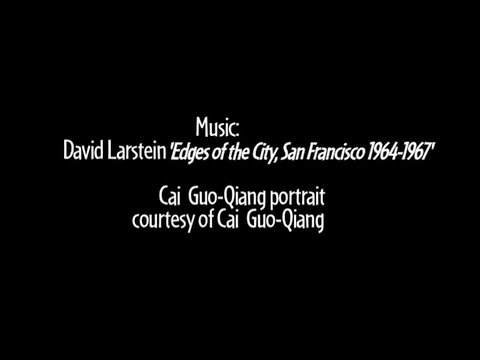 Music:
David Larstein 'Edges of the City, San Francisco 1964-1967'
Cai Guo-Qiang portrait
courtesy of Cai Guo-Qiang